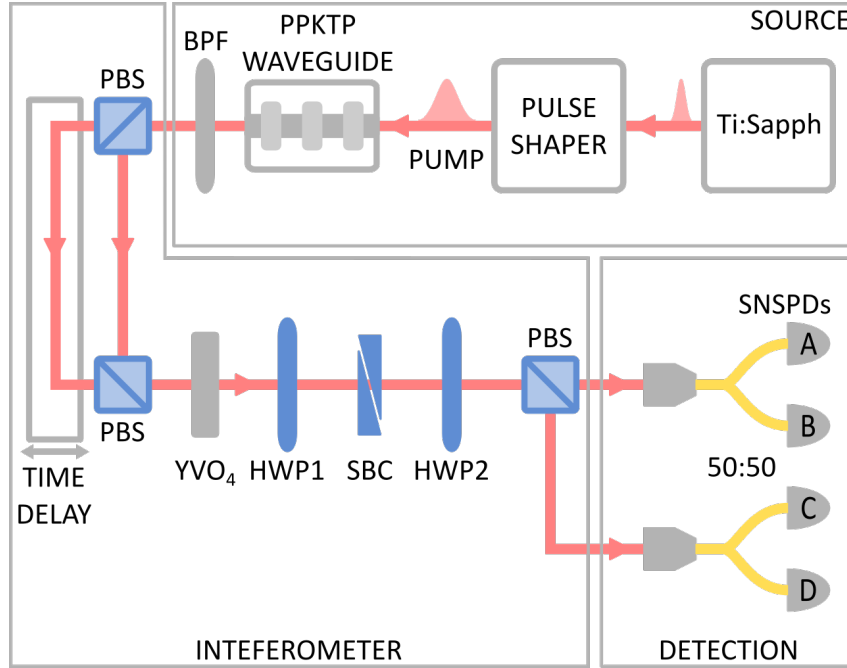 SOURCE
BPF
PPKTP
WAVEGUIDE
PBS
PULSE
SHAPER
Ti:Sapph
PUMP
SNSPDs
PBS
A
B
PBS
YVO₄
HWP1
SBC
HWP2
50:50
TIME
DELAY
C
D
INTEFEROMETER
DETECTION